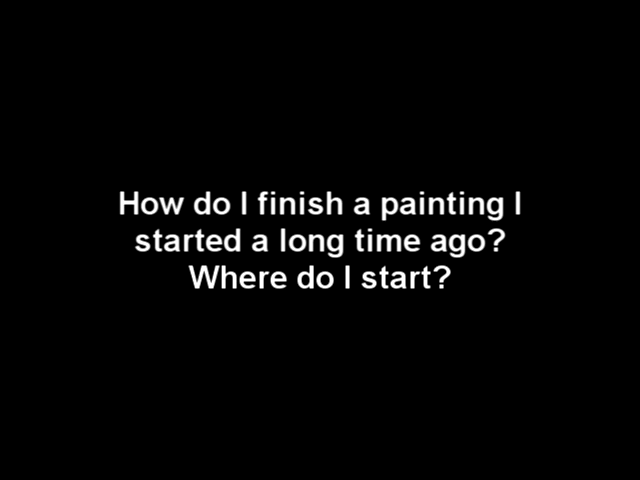 How do I finish a painting I
started a long time ago?
Where do I start?